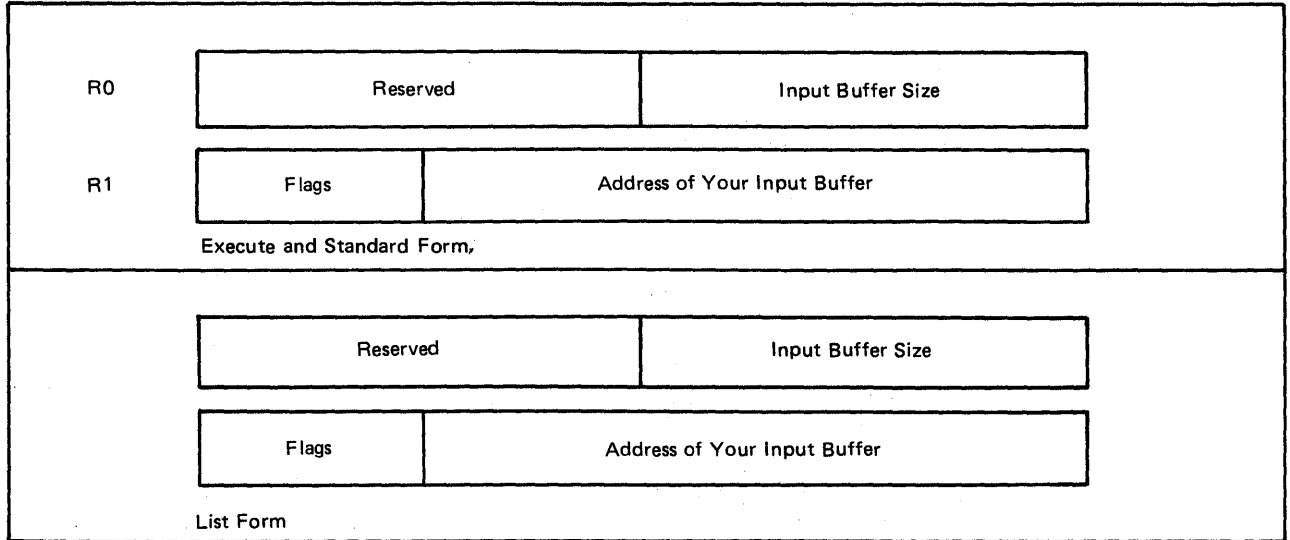 R0 Reserved Input Buffer Size
R1 Flags Address of Your Input Buffer
Execute and Standard Form,
Reserved Input Buffer Size
Flags Address of Your Input Buffer
List Form